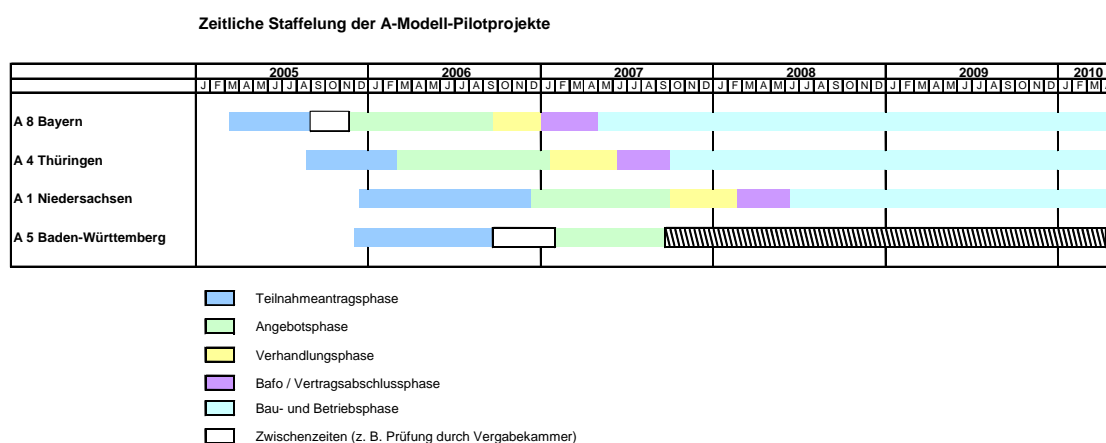 Zeitliche Staffelung der A-Modell-Pilotprojekte
2005 2006 2007 2008 2009 2010
J F M A M J J A S O N D J F M A M J J A S O N D J F M A M J J A S O N D J F M A M J J A S O N D J F M A M J J A S O N D J F M A
A 8 Bayern
A 4 Thüringen
A 1 Niedersachsen
A 5 Baden-Württemberg
Teilnahmeantragsphase
Angebotsphase
Verhandlungsphase
Bafo / Vertragsabschlussphase
Bau- und Betriebsphase
Zwischenzeiten (z. B. Prüfung durch Vergabekammer)